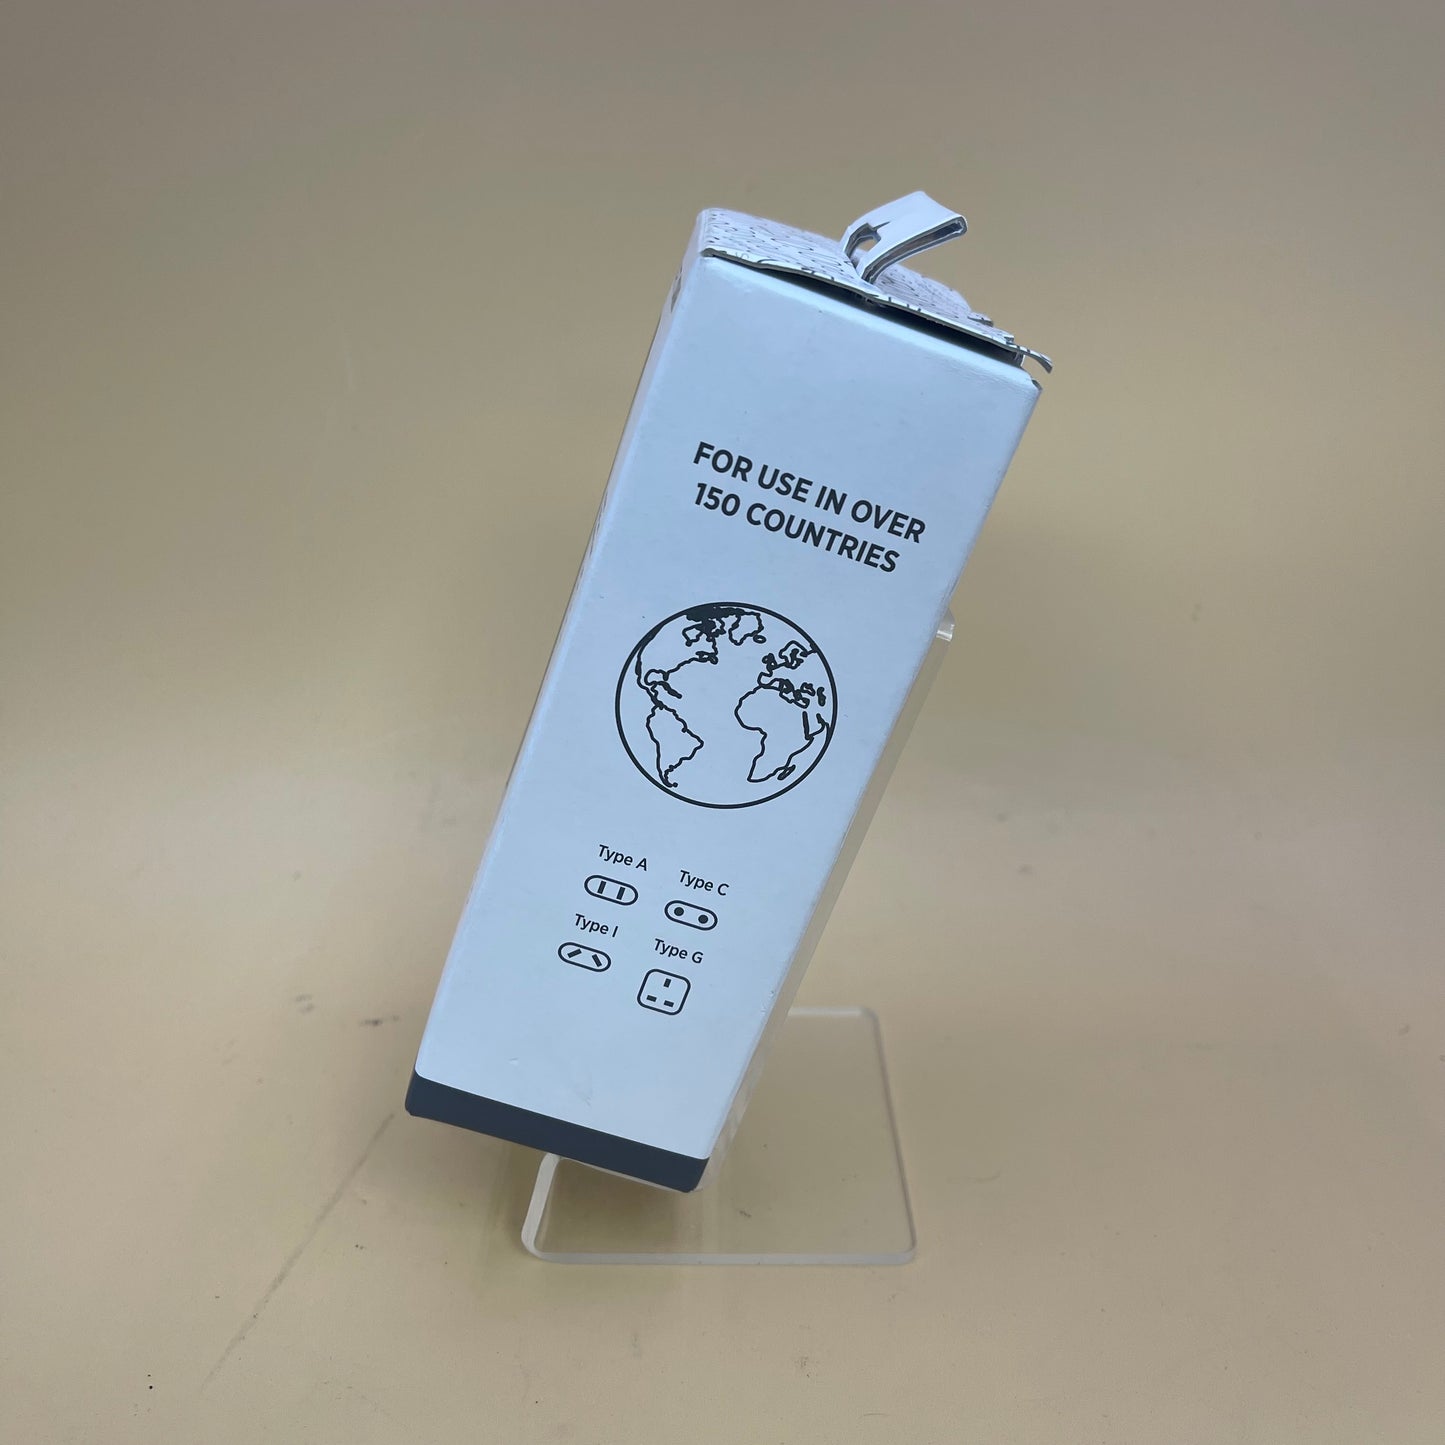 FOR USE IN OVER
150 COUNTRIES
Type A
Type C
Type I
Type G